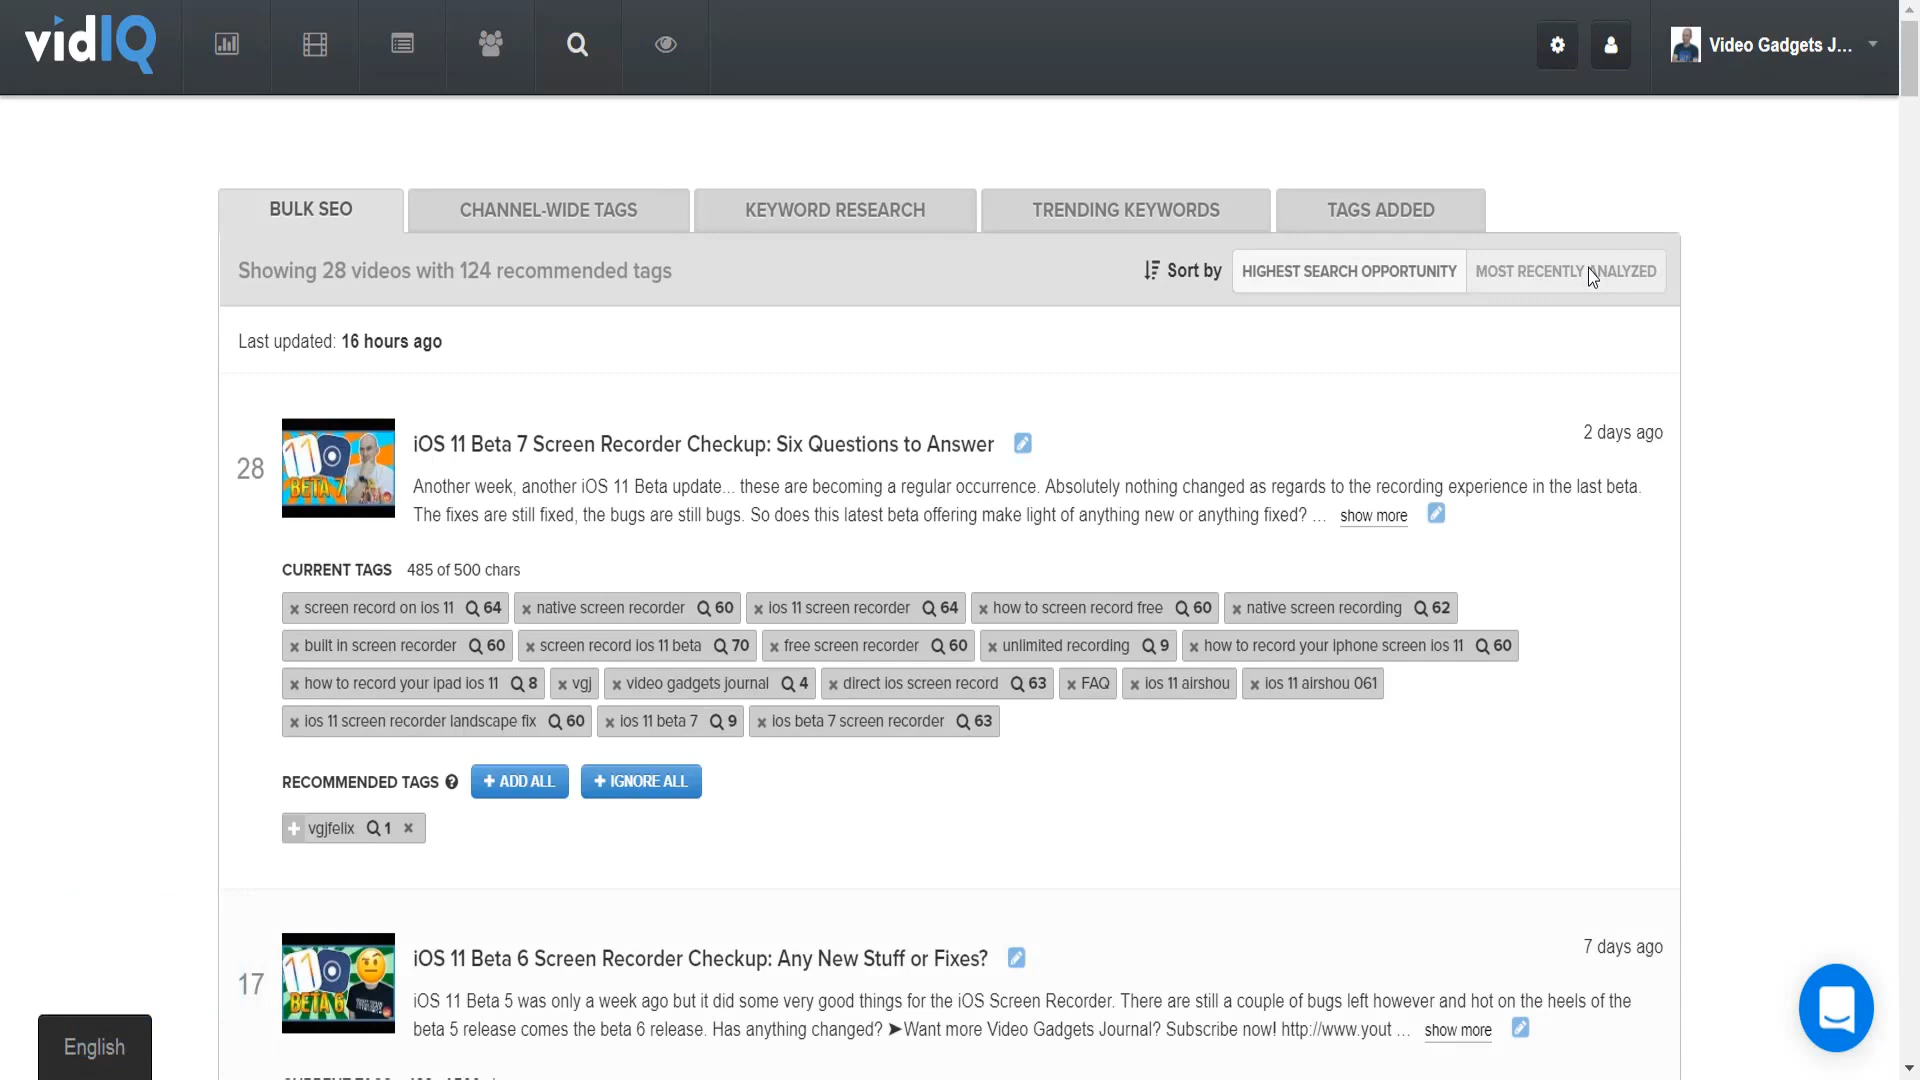 vidIQ
Video Gadgets J...
BULK SEO
CHANNEL-WIDE TAGS
KEYWORD RESEARCH
TRENDING KEYWORDS
TAGS ADDED
Showing 28 videos with 124 recommended tags
Sort by
HIGHEST SEARCH OPPORTUNITY
MOST RECENTLY ANALYZED
Last updated: 16 hours ago
28
11
BETA 7
iOS 11 Beta 7 Screen Recorder Checkup: Six Questions to Answer
2 days ago
Another week, another iOS 11 Beta update... these are becoming a regular occurrence. Absolutely nothing changed as regards to the recording experience in the last beta.
The fixes are still fixed, the bugs are still bugs. So does this latest beta offering make light of anything new or anything fixed? ... show more
CURRENT TAGS 485 of 500 chars
× screen record on ios 11 64 × native screen recorder 60 × ios 11 screen recorder 64 × how to screen record free 60 × native screen recording 62
× built in screen recorder 60 × screen record ios 11 beta 70 × free screen recorder 60 × unlimited recording 9 × how to record your iphone screen ios 11 60
× how to record your ipad ios 11 8 × vgj × video gadgets journal 4 × direct ios screen record 63 × FAQ × ios 11 airshou × ios 11 airshou 061
× ios 11 screen recorder landscape fix 60 × ios 11 beta 7 9 × ios beta 7 screen recorder 63
RECOMMENDED TAGS ? + ADD ALL + IGNORE ALL
+ vgjfelix 1 ×
17
11
BETA 6
iOS 11 Beta 6 Screen Recorder Checkup: Any New Stuff or Fixes?
7 days ago
iOS 11 Beta 5 was only a week ago but it did some very good things for the iOS Screen Recorder. There are still a couple of bugs left however and hot on the heels of the
beta 5 release comes the beta 6 release. Has anything changed? ➤Want more Video Gadgets Journal? Subscribe now! http://www.yout ... show more
English